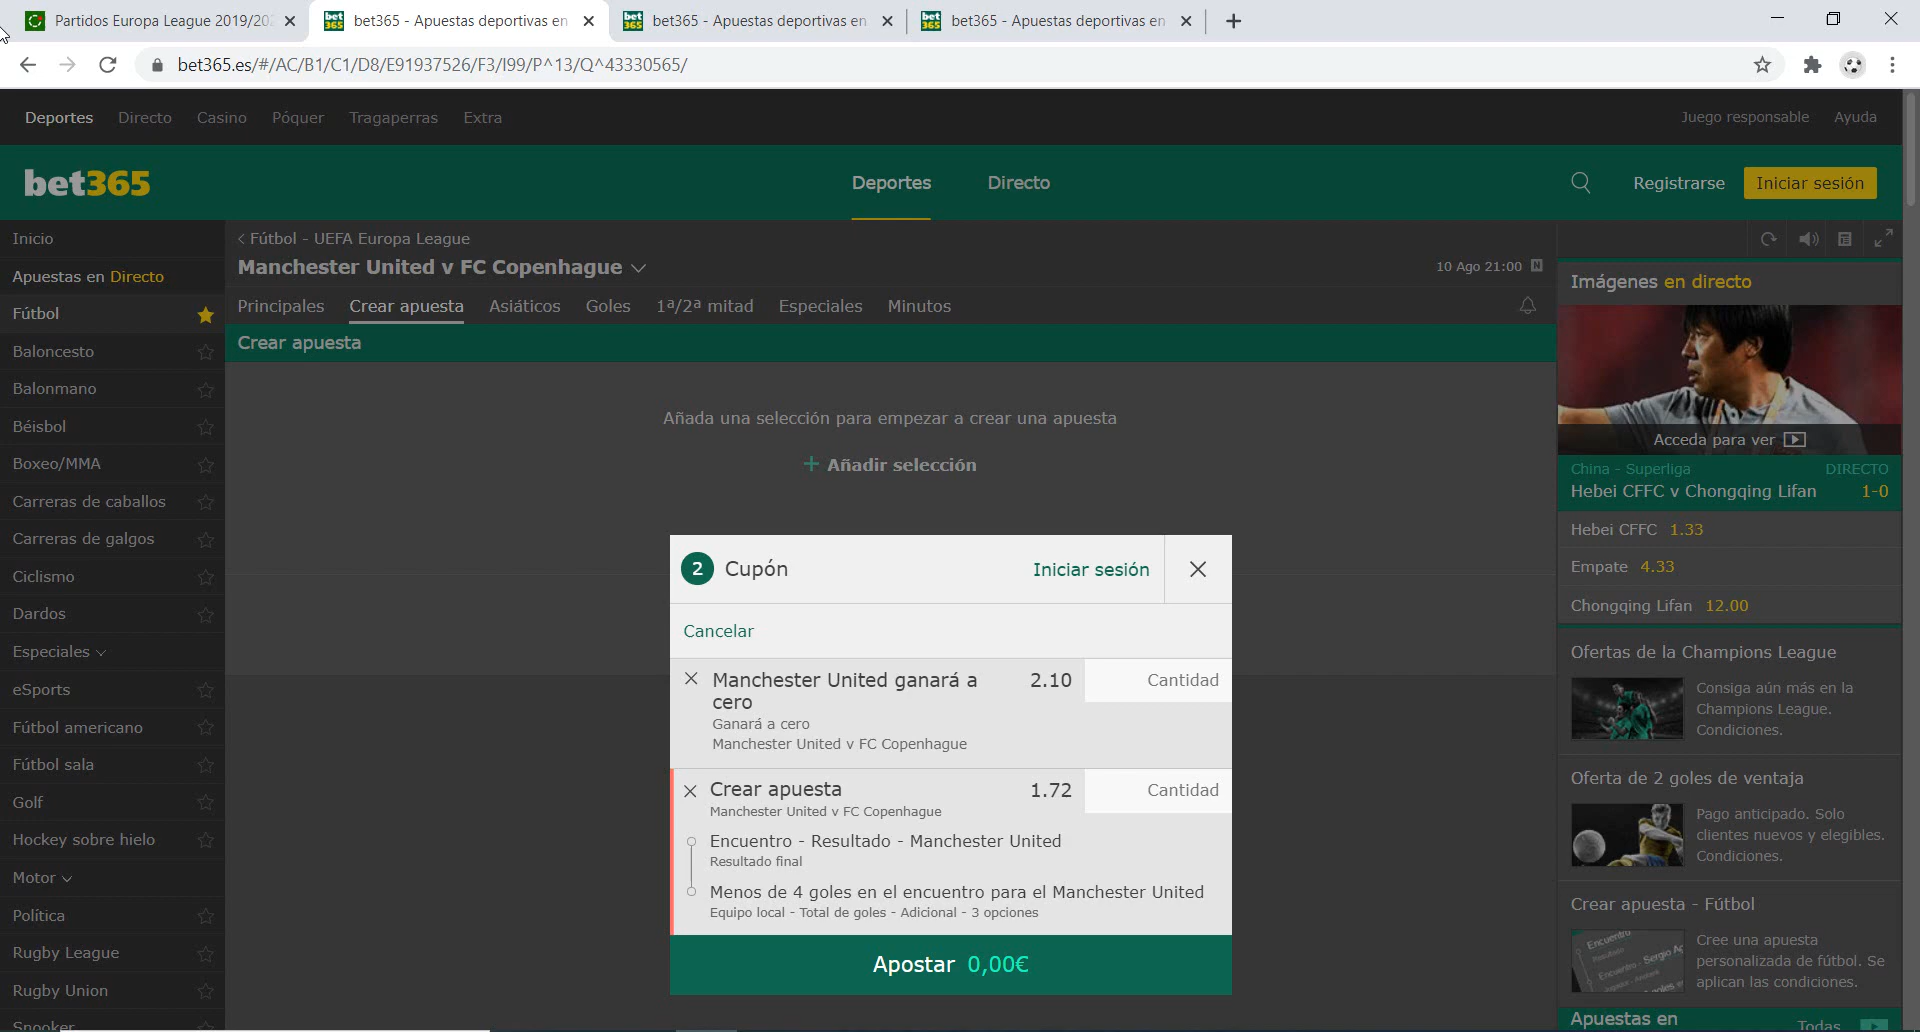 Partidos Europa League 2019/202
bet365 - Apuestas deportivas en
bet365 - Apuestas deportivas en
bet365 - Apuestas deportivas en
bet365.es/#/AC/B1/C1/D8/E91937526/F3/I99/P^13/Q^43330565/
Deportes Directo Casino Póquer Tragaperras Extra
Juego responsable Ayuda
bet365
Deportes Directo
Registrarse Iniciar sesión
Inicio
Apuestas en Directo
Fútbol
Baloncesto
Balonmano
Béisbol
Boxeo/MMA
Carreras de caballos
Carreras de galgos
Ciclismo
Dardos
Especiales
eSports
Fútbol americano
Fútbol sala
Golf
Hockey sobre hielo
Motor
Política
Rugby League
Rugby Union
Snooker
< Fútbol - UEFA Europa League
Manchester United v FC Copenhague
10 Ago 21:00 N
Principales Crear apuesta Asiáticos Goles 1ª/2ª mitad Especiales Minutos
Crear apuesta
Añada una selección para empezar a crear una apuesta
+ Añadir selección
2 Cupón Iniciar sesión
Cancelar
Manchester United ganará a 2.10 Cantidad
cero
Ganará a cero
Manchester United v FC Copenhague
Crear apuesta 1.72 Cantidad
Manchester United v FC Copenhague
Encuentro - Resultado - Manchester United
Resultado final
Menos de 4 goles en el encuentro para el Manchester United
Equipo local - Total de goles - Adicional - 3 opciones
Apostar 0,00€
Imágenes en directo
Acceda para ver
China - Superliga DIRECTO
Hebei CFFC v Chongqing Lifan 1-0
Hebei CFFC 1.33
Empate 4.33
Chongqing Lifan 12.00
Ofertas de la Champions League
Consiga aún más en la
Champions League.
Condiciones.
Oferta de 2 goles de ventaja
Pago anticipado. Solo
clientes nuevos y elegibles.
Condiciones.
Crear apuesta - Fútbol
Encuentro
Resultado
Encuentro - Sergio
Cree una apuesta
personalizada de fútbol. Se
aplican las condiciones.
Apuestas en
Todas